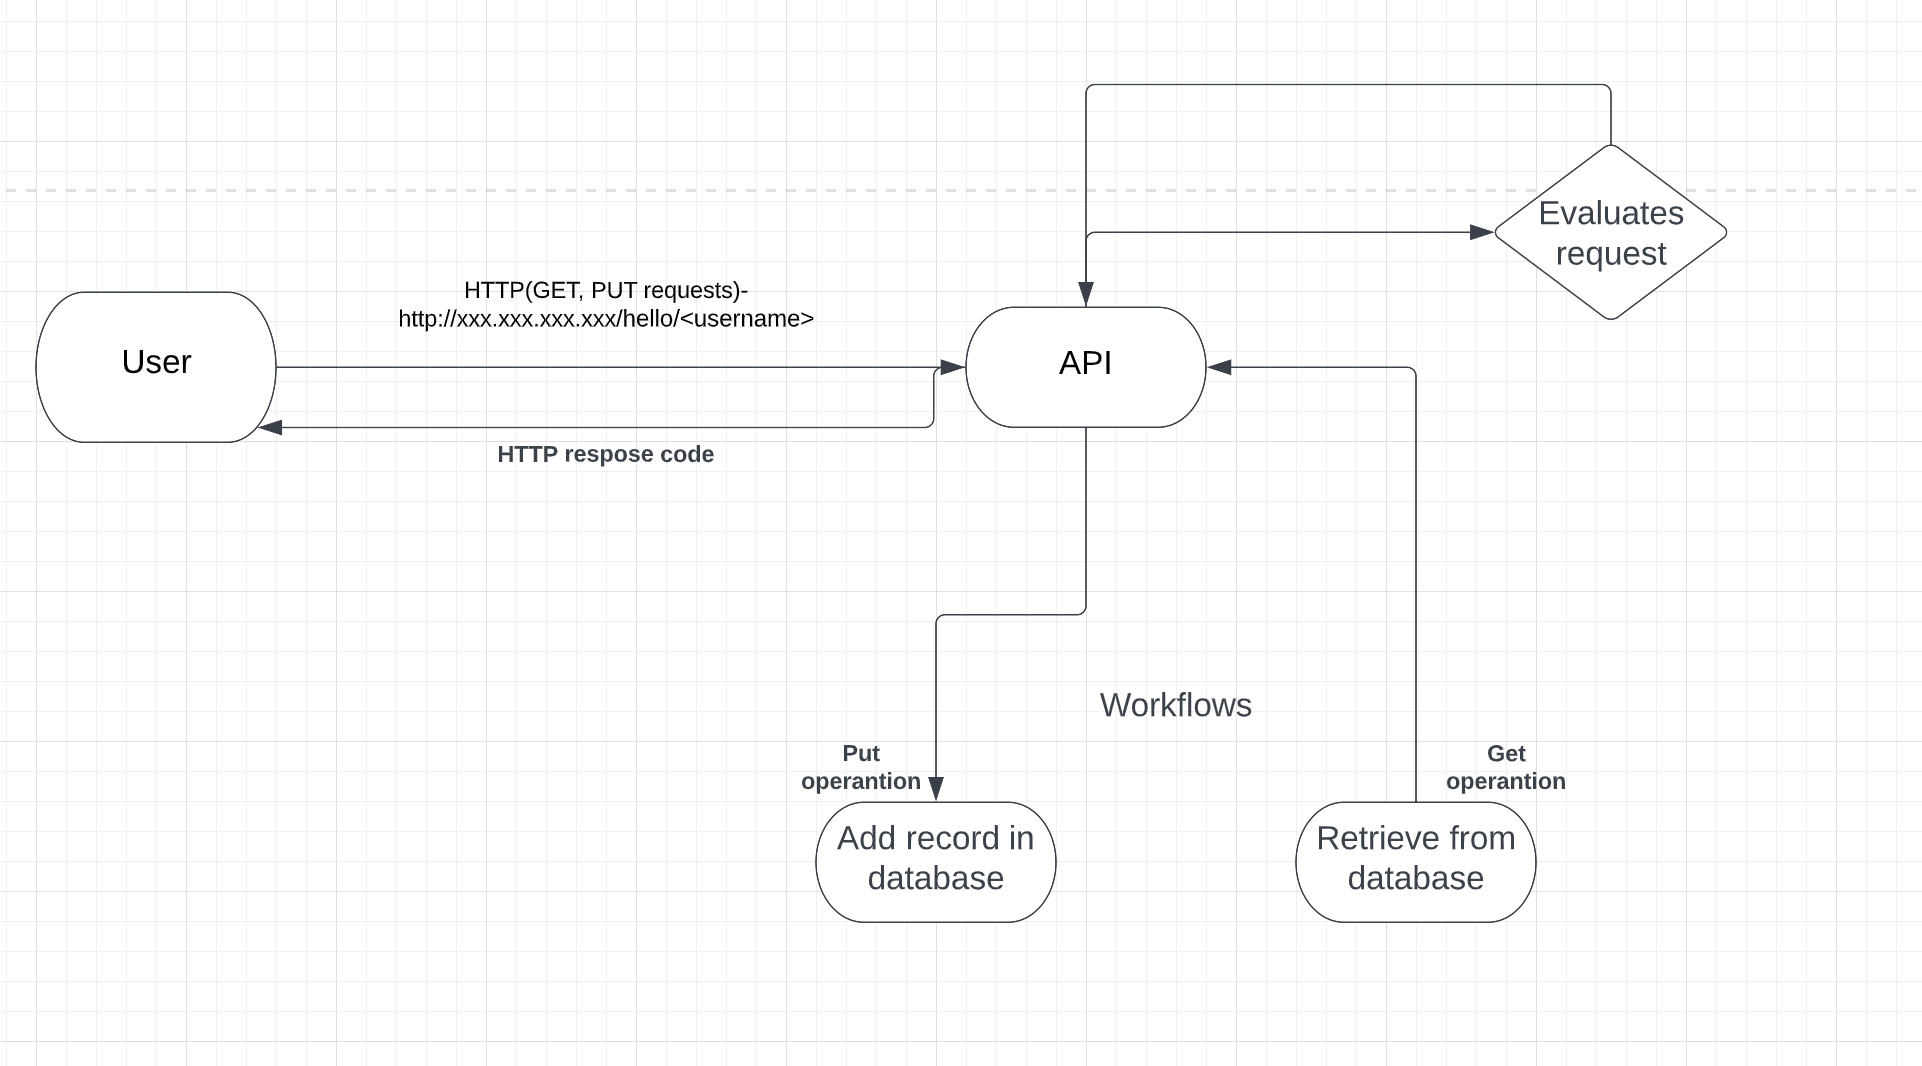 Evaluates
request
HTTP(GET, PUT requests)-
http://xxx.xxx.xxx.xxx/hello/<username>
User
API
HTTP respose code
Workflows
Put
operantion
Get
operantion
Add record in
database
Retrieve from
database